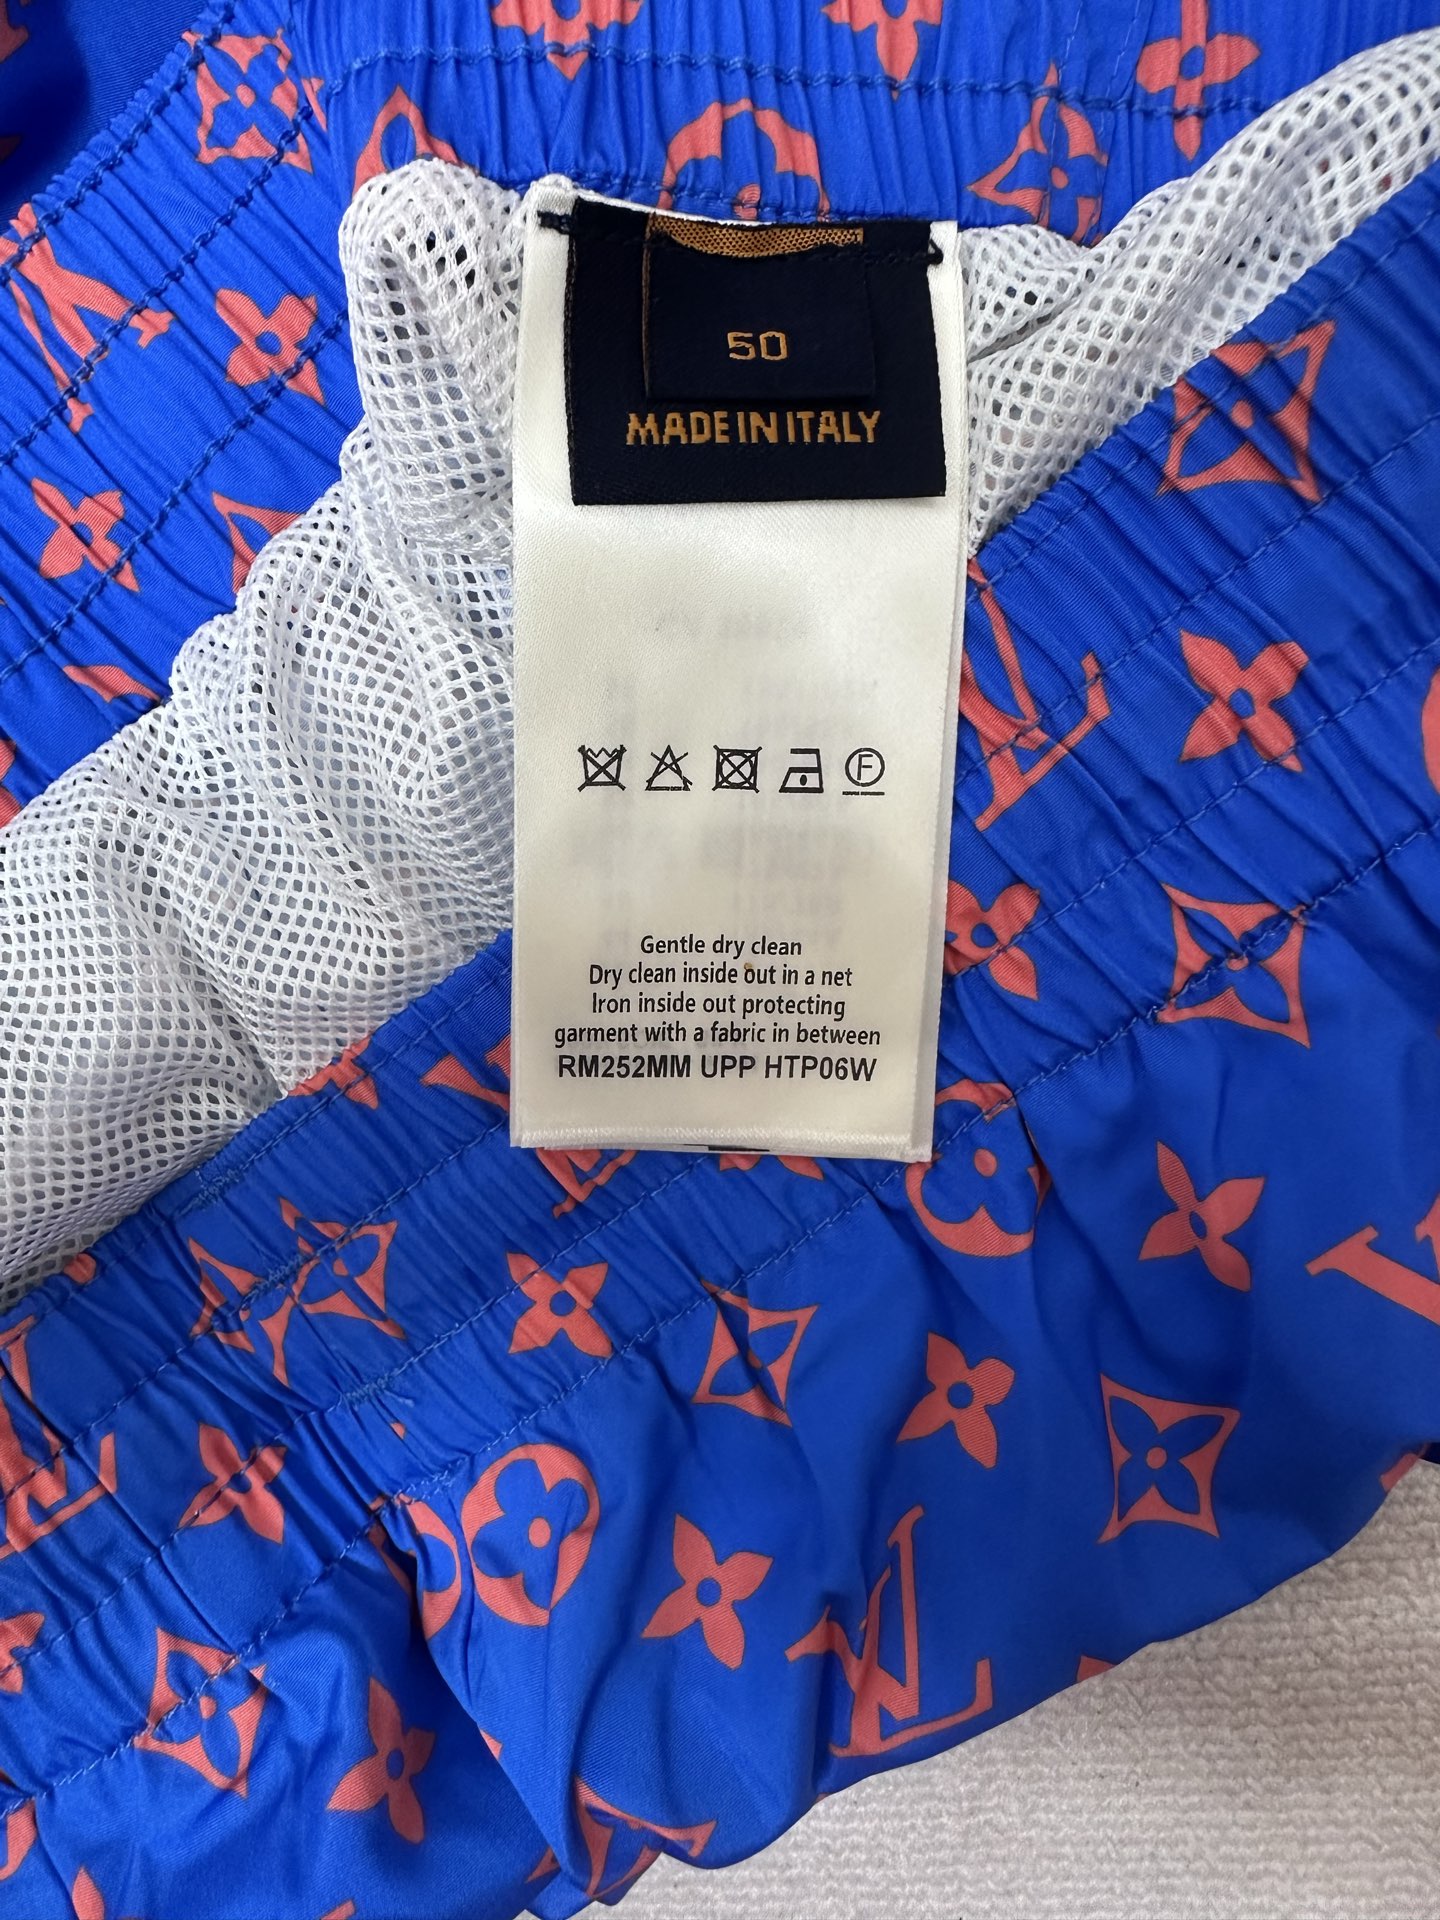 50
MADE IN ITALY
F
Gentle dry clean
Dry clean inside out in a net
Iron inside out protecting
garment with a fabric in between
RM252MM UPP HTP06W